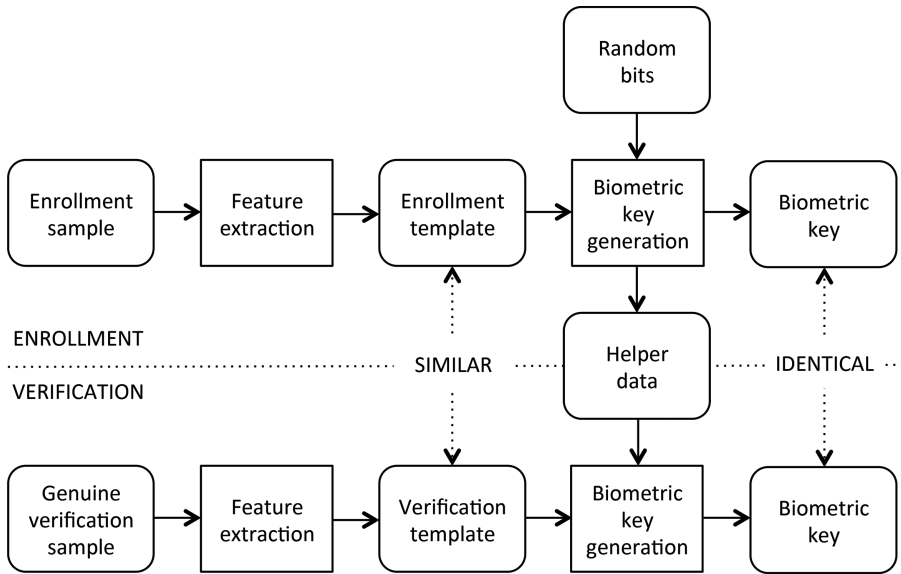 Random
bits
Enrollment
sample
Feature
extraction
Enrollment
template
Biometric
key
generation
Biometric
key
ENROLLMENT
SIMILAR
Helper
data
IDENTICAL
VERIFICATION
Genuine
verification
sample
Feature
extraction
Verification
template
Biometric
key
generation
Biometric
key